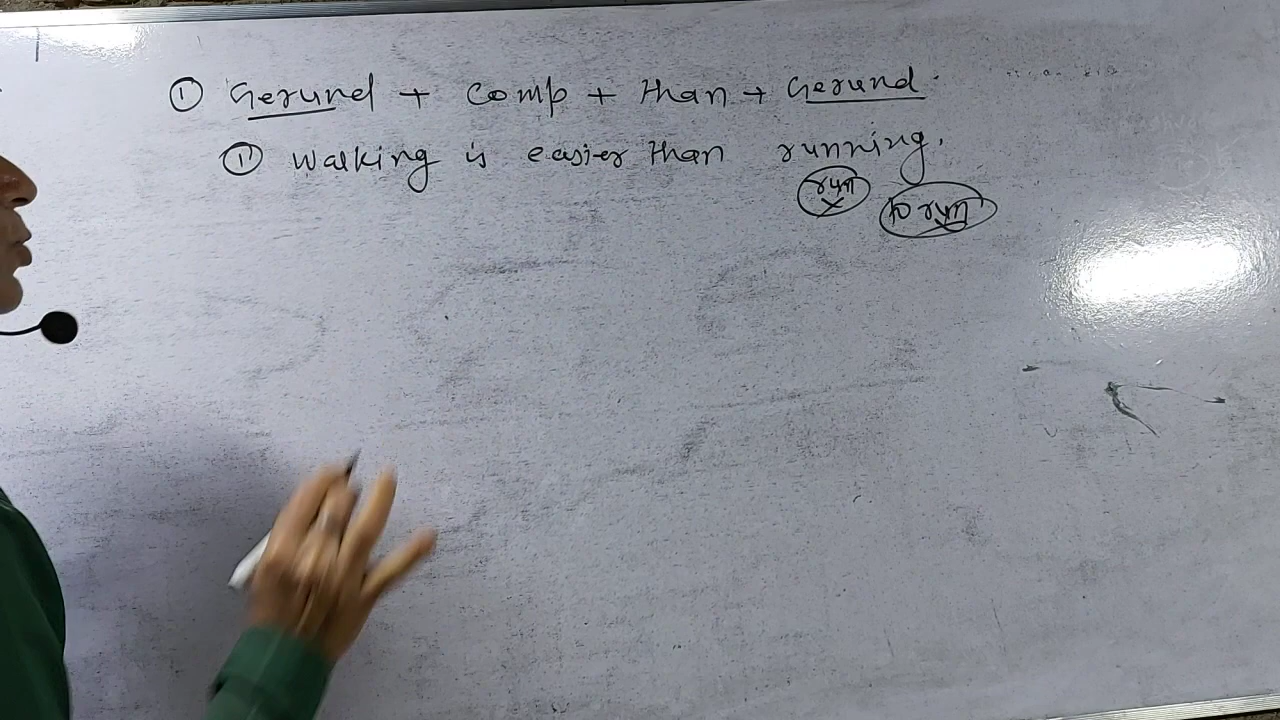 ① Gerund + Comp + than + Gerund.
① Walking is easier than running.
run to run